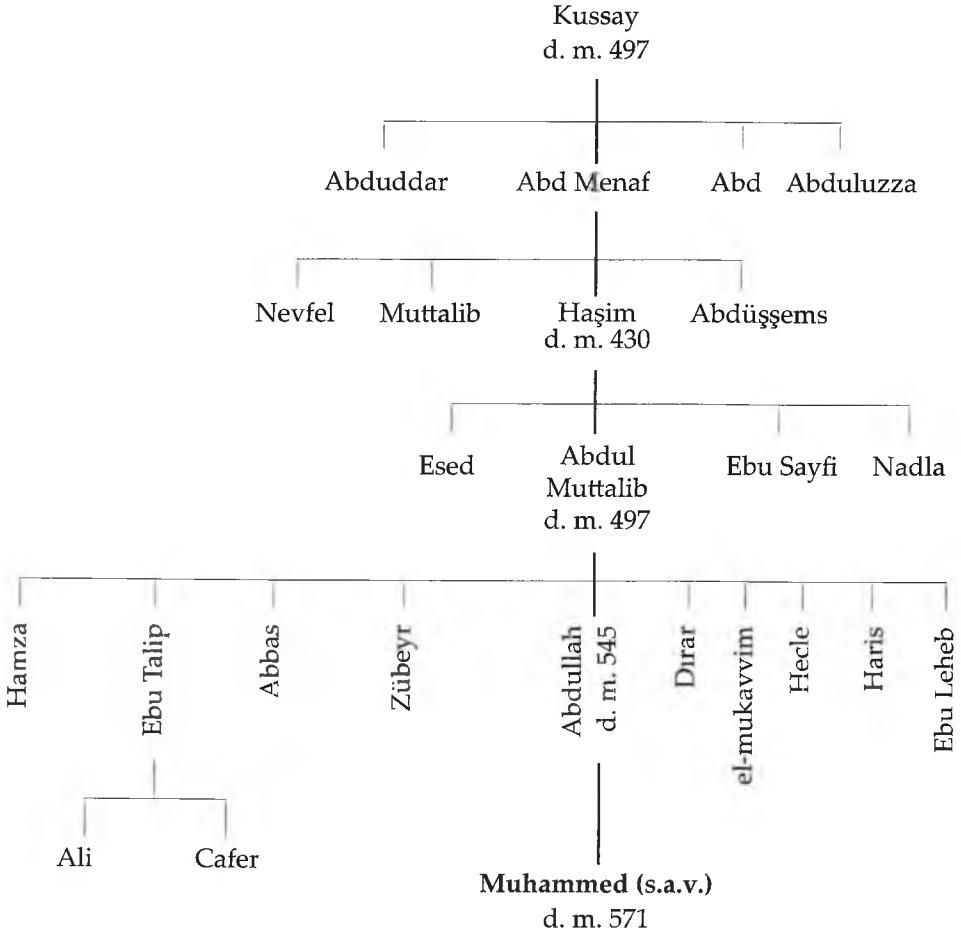 Kussay
d. m. 497
Abduddar Abd Menaf Abd Abduluzza
Nevfel Muttalib Haşim Abdüşşems
d. m. 430
Esed Abdul Ebu Sayfi Nadla
Muttalib
d. m. 497
Hamza
Ebu Talip
Abbas
Zübeyr
Abdullah
d. m. 545
Dırar
el-mukavvim
Hecle
Haris
Ebu Leheb
Ali Cafer
Muhammed (s.a.v.)
d. m. 571